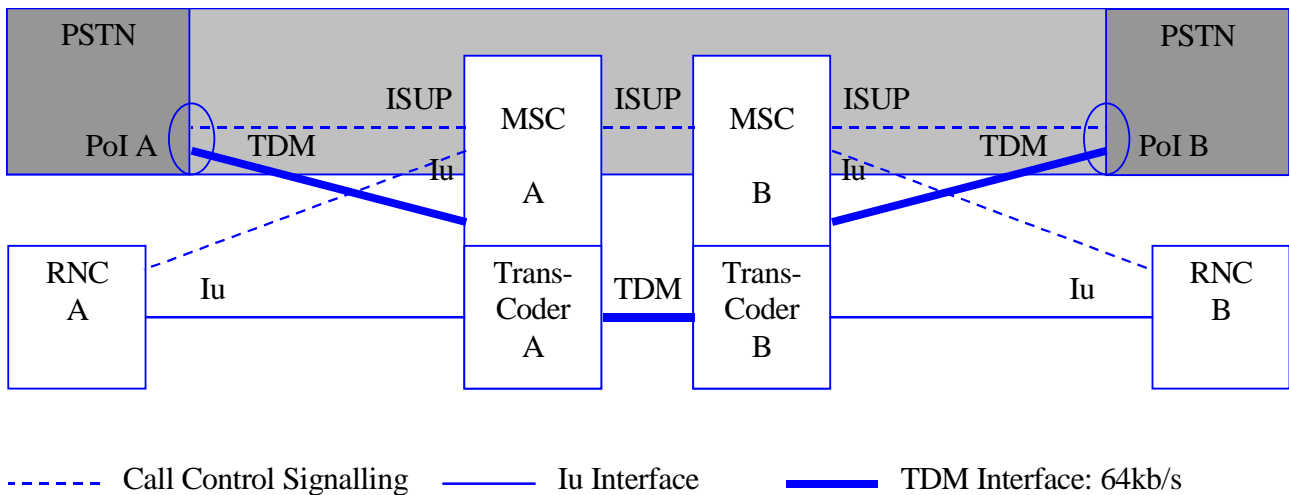 PSTN
PSTN
ISUP
MSC
A
ISUP
MSC
B
ISUP
PoI A
TDM
Iu
Iu
TDM
PoI B
RNC
A
Iu
Trans-
Coder
A
TDM
Trans-
Coder
B
Iu
RNC
B
Call Control Signalling
Iu Interface
TDM Interface: 64kb/s